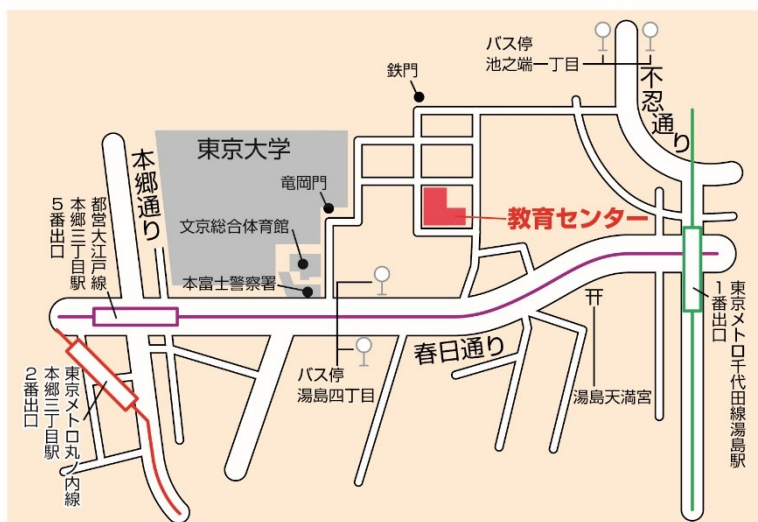 バス停
池之端一丁目
不忍通り
鉄門
本郷通り
東京大学
竜岡門
都営大江戸線
本郷三丁目駅
5番出口
文京総合体育館
教育センター
本富士警察署
東京メトロ千代田線湯島駅
1番出口
春日通り
バス停
湯島四丁目
湯島天満宮
東京メトロ丸ノ内線
本郷三丁目駅
2番出口